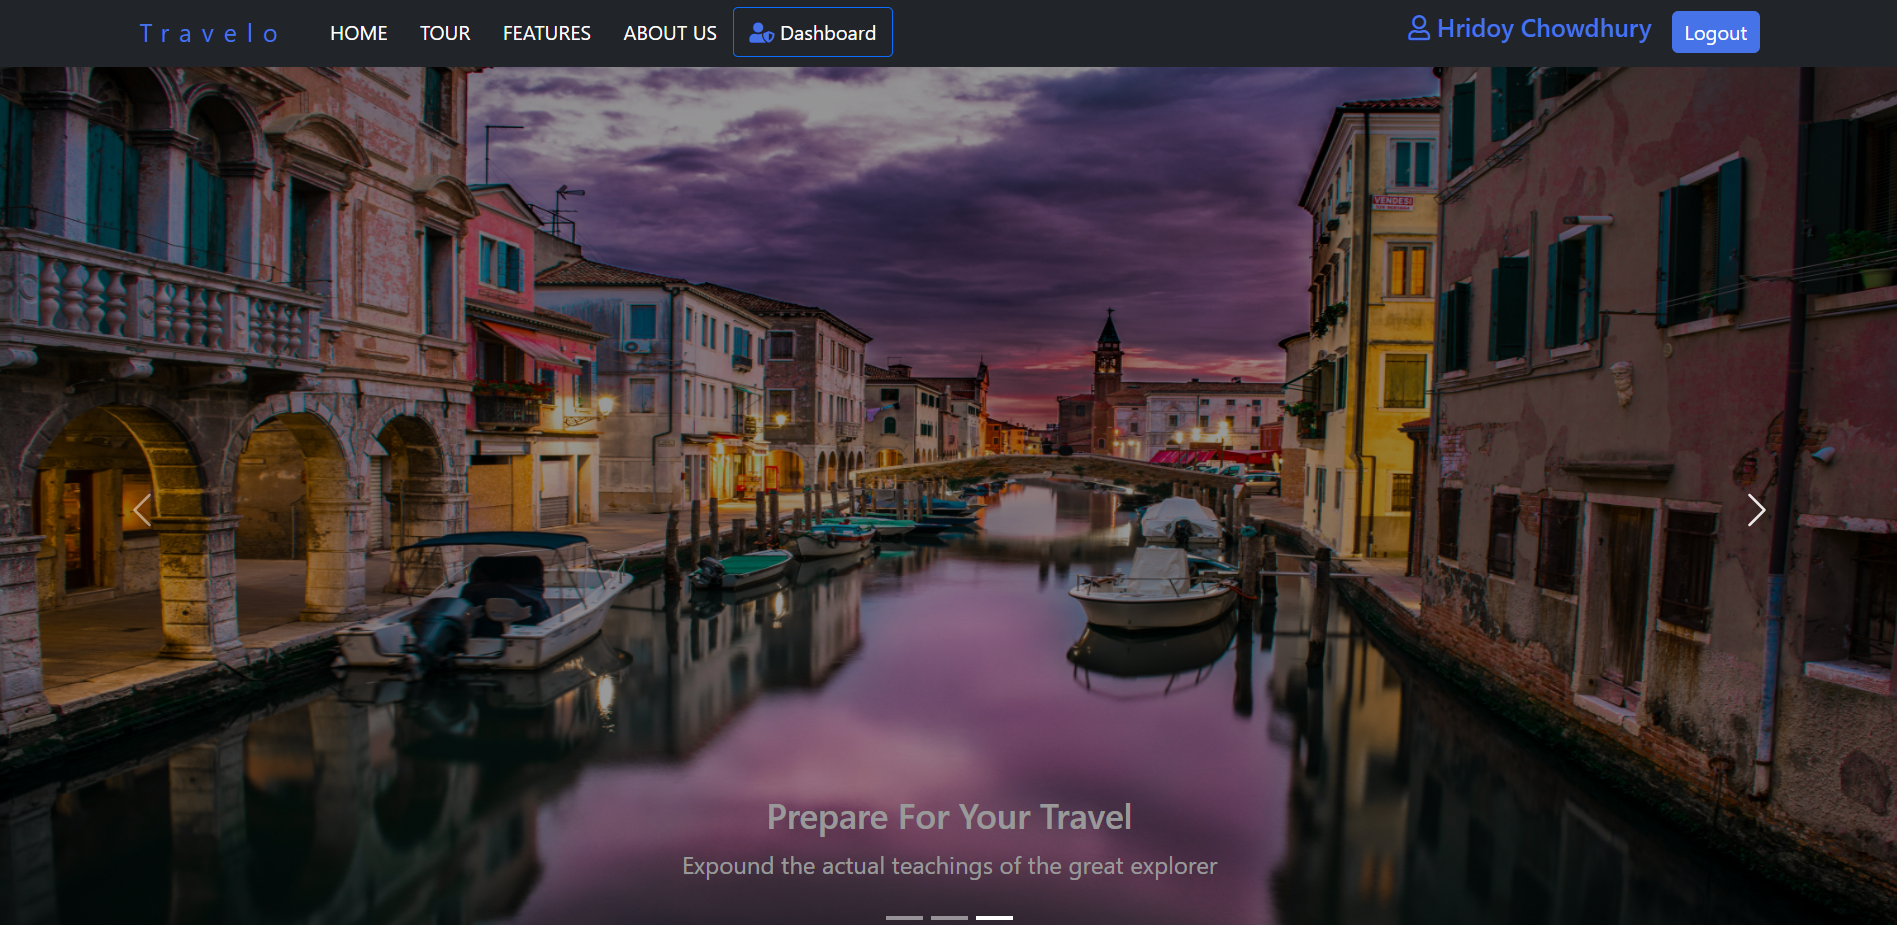 Travelo HOME TOUR FEATURES ABOUT US Dashboard Hridoy Chowdhury Logout
VENDESI
Prepare For Your Travel
Expound the actual teachings of the great explorer